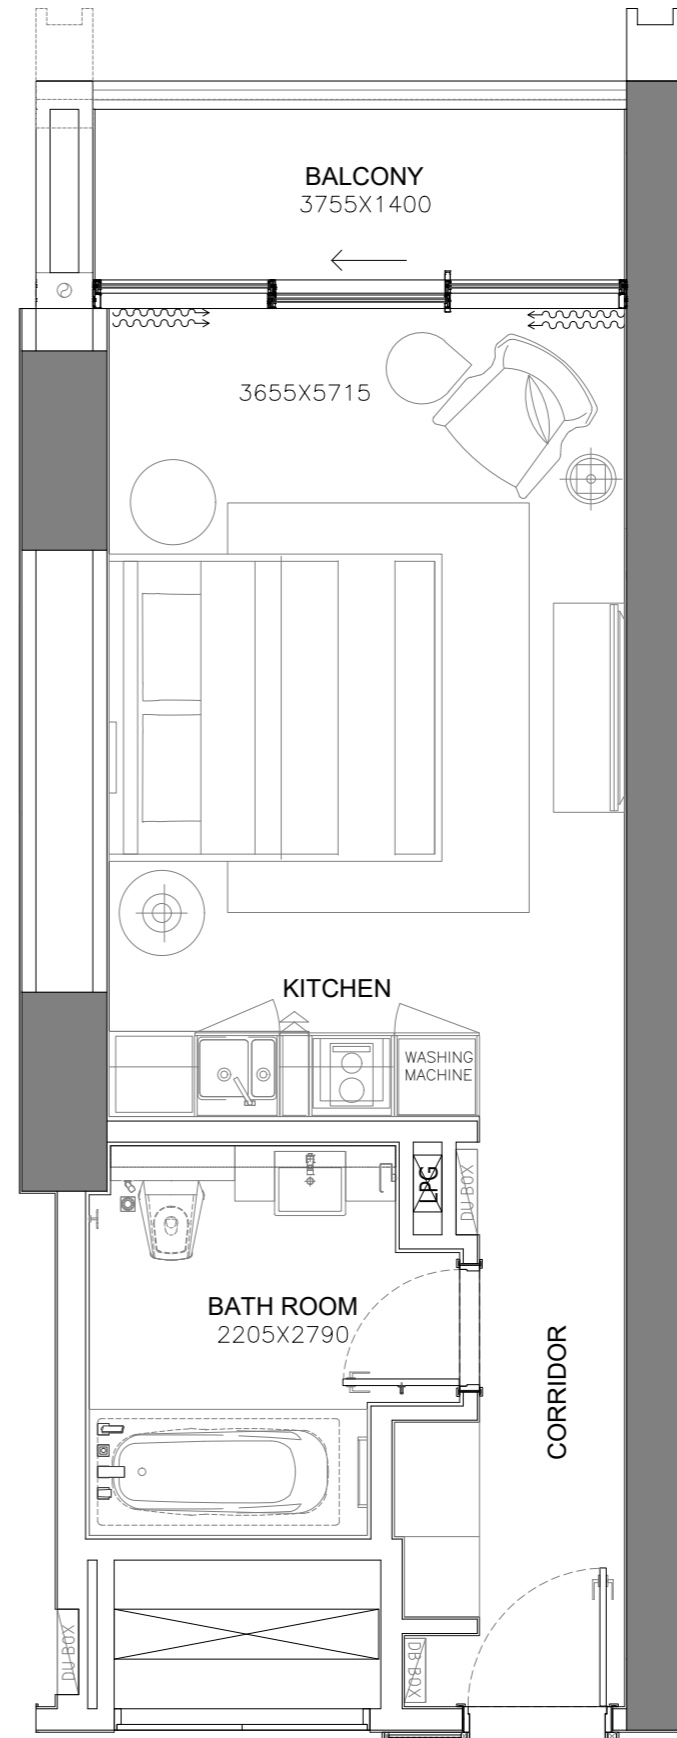 BALCONY
3755X1400
3655X5715
KITCHEN
WASHING
MACHINE
LPG
DU BOX
BATH ROOM
2205X2790
CORRIDOR
DU BOX
DB BOX